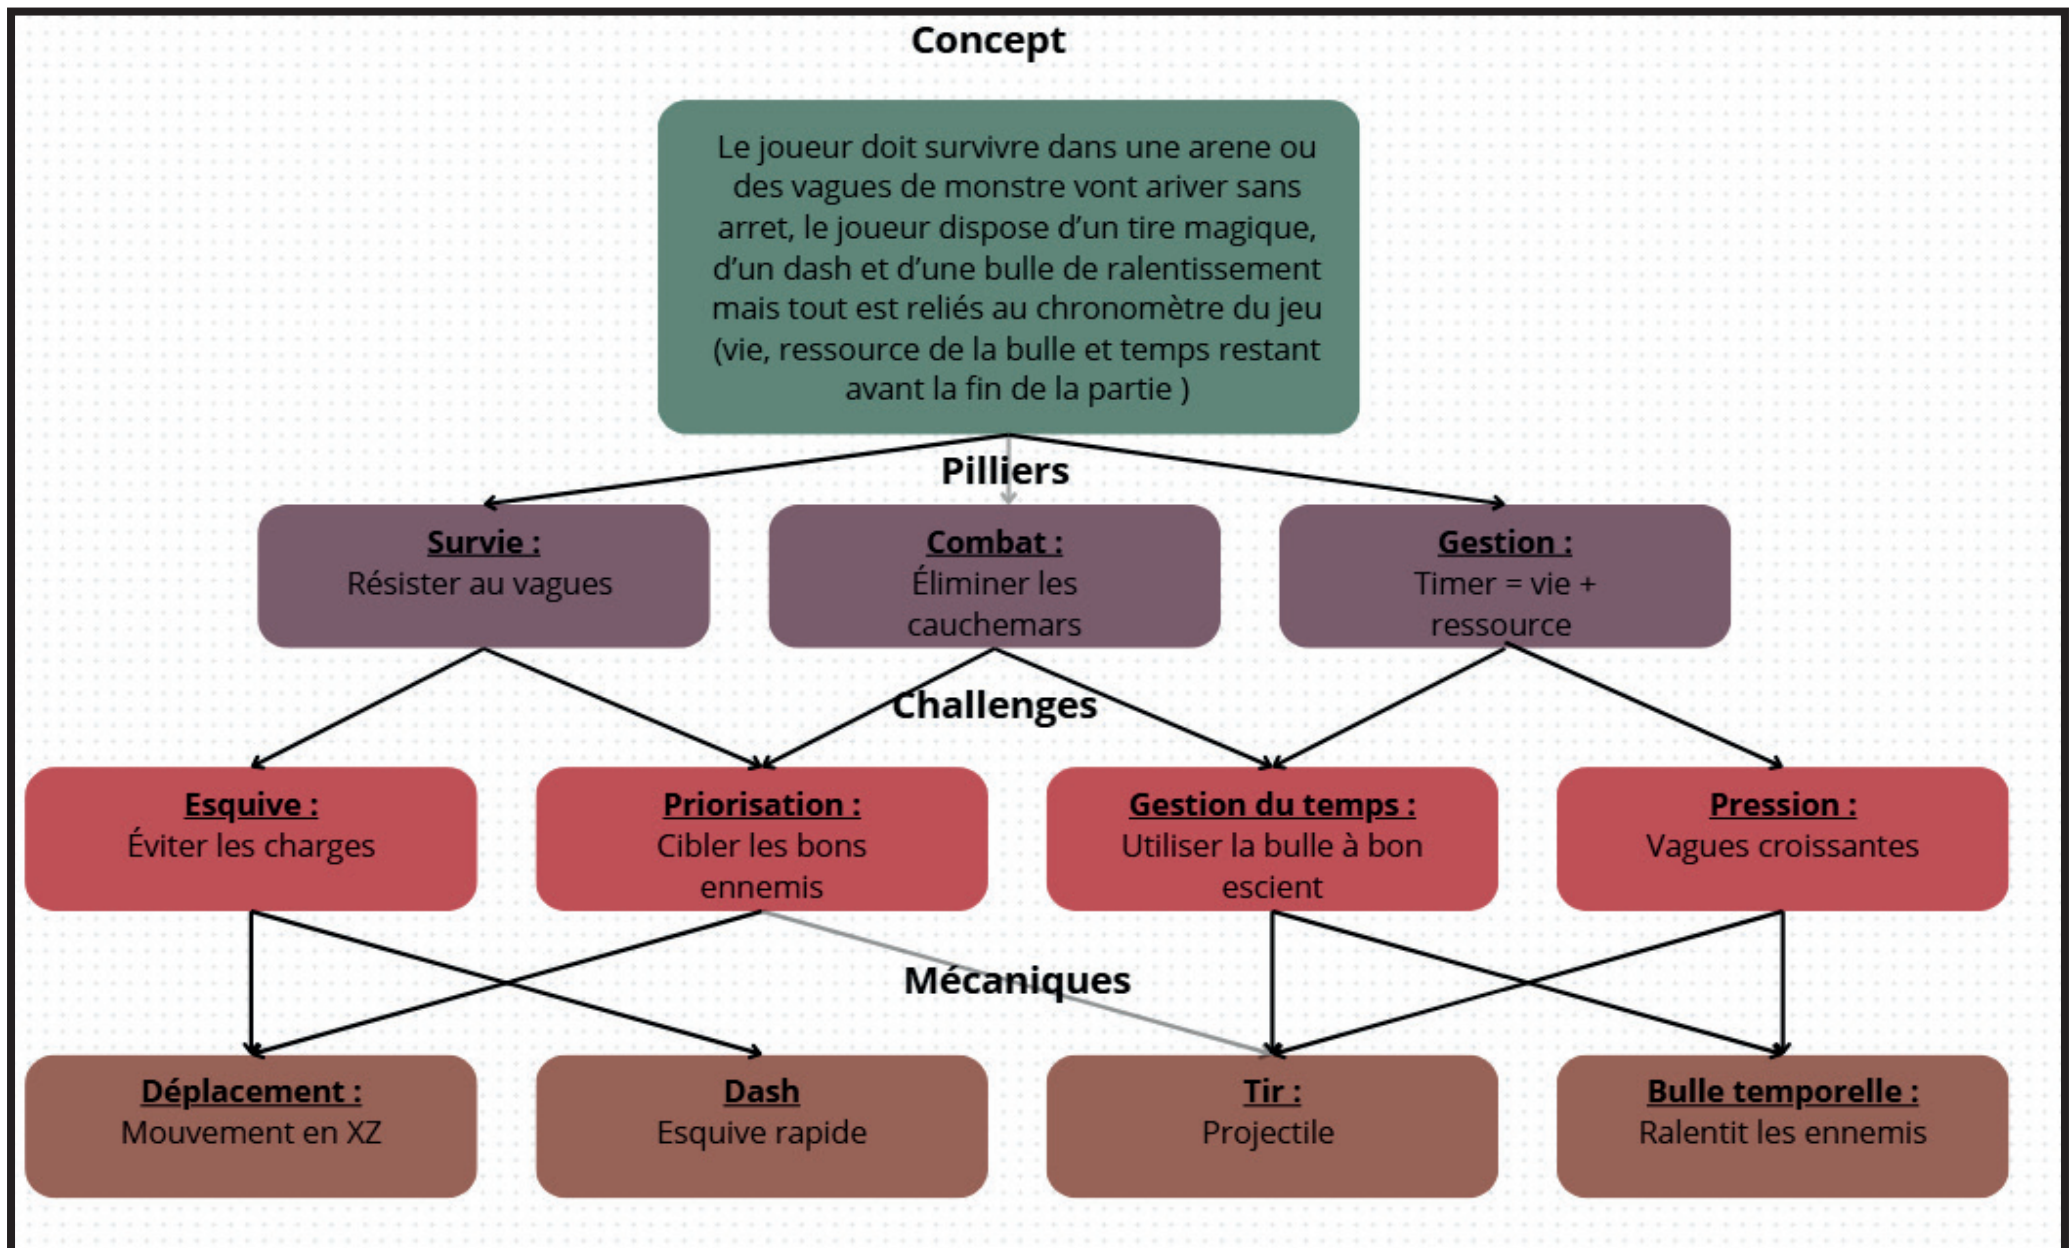 Concept
Le joueur doit survivre dans une arene ou
des vagues de monstre vont ariver sans
arret, le joueur dispose d’un tire magique,
d’un dash et d’une bulle de ralentissement
mais tout est reliés au chronomètre du jeu
(vie, ressource de la bulle et temps restant
avant la fin de la partie )
Pilliers
Survie :
Résister au vagues
Combat :
Éliminer les
cauchemars
Gestion :
Timer = vie +
ressource
Challenges
Esquive :
Éviter les charges
Priorisation :
Cibler les bons
ennemis
Gestion du temps :
Utiliser la bulle à bon
escient
Pression :
Vagues croissantes
Mécaniques
Déplacement :
Mouvement en XZ
Dash
Esquive rapide
Tir :
Projectile
Bulle temporelle :
Ralentit les ennemis